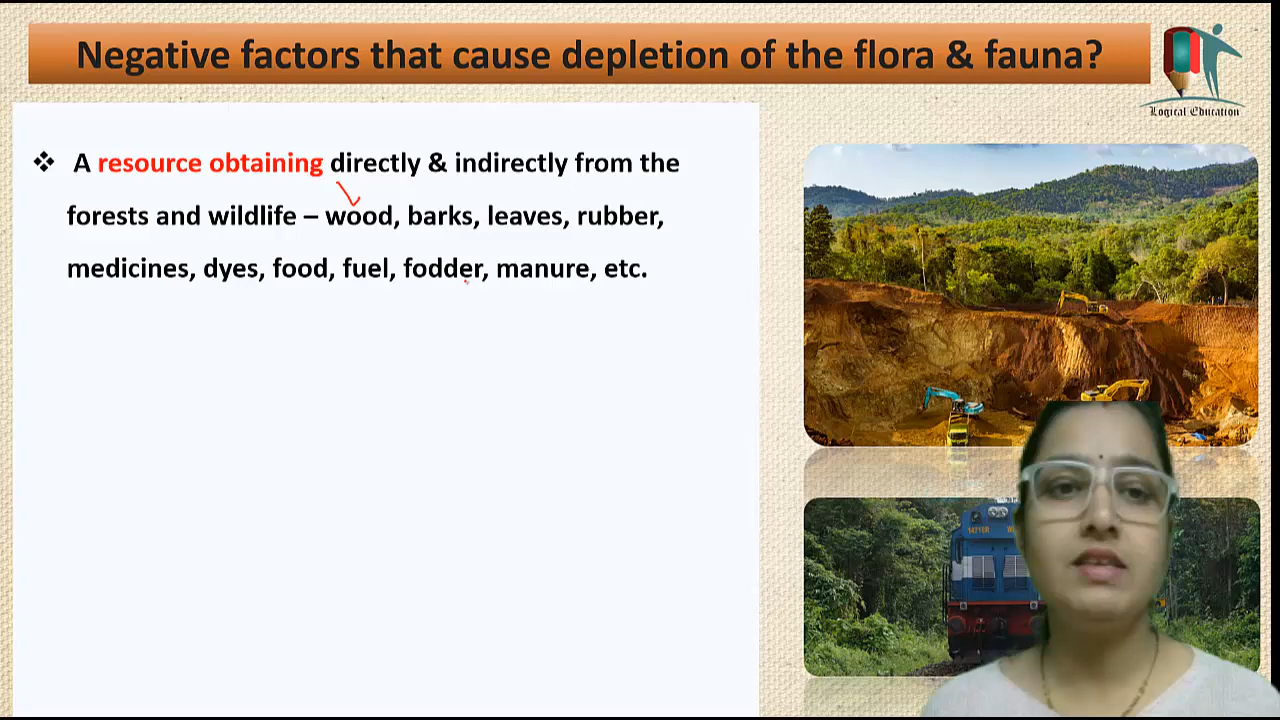 Negative factors that cause depletion of the flora & fauna?
Logical Education
❖ A resource obtaining directly & indirectly from the
forests and wildlife – wood, barks, leaves, rubber,
medicines, dyes, food, fuel, fodder, manure, etc.